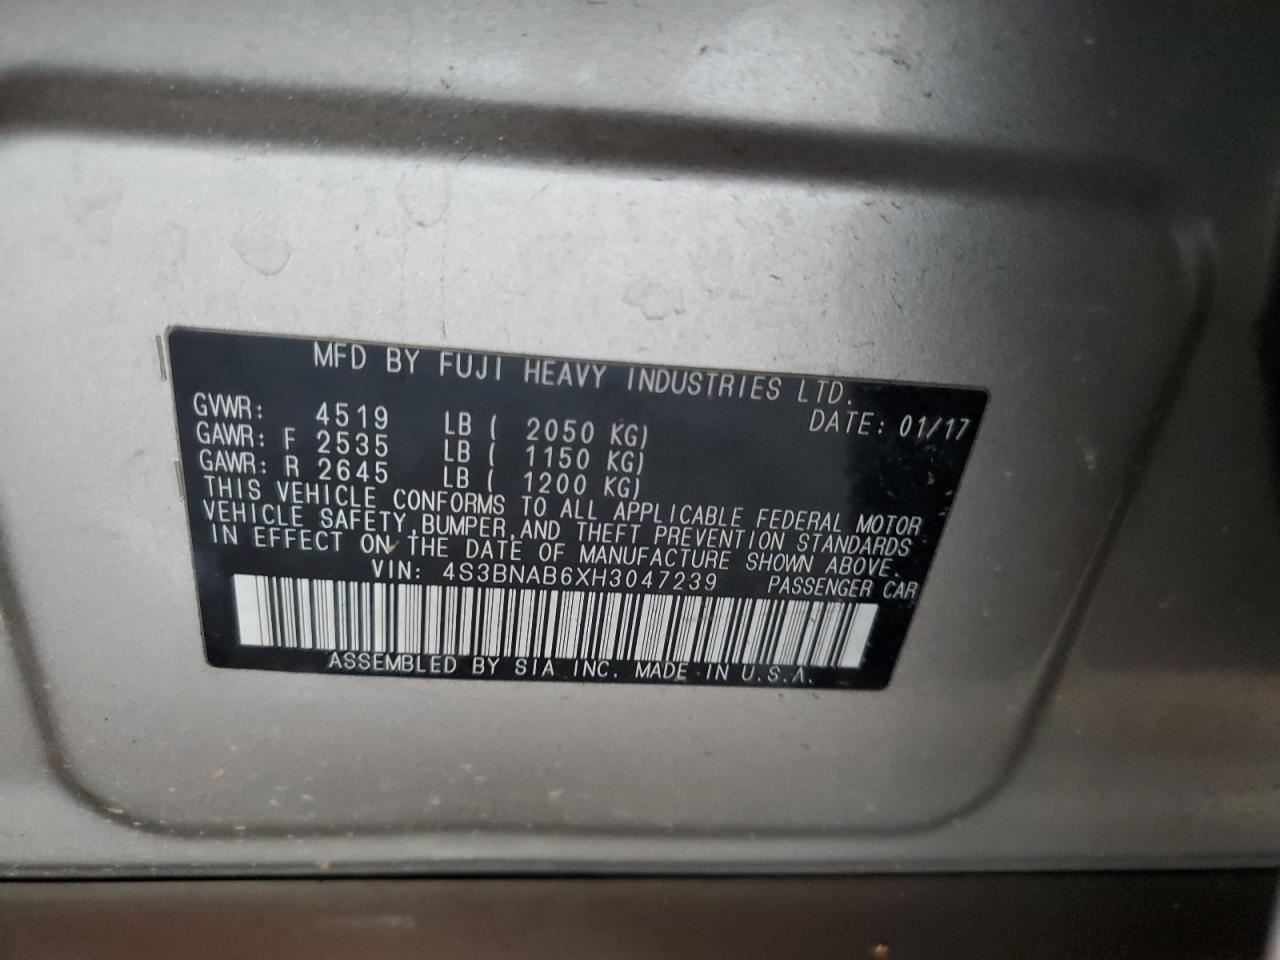 MFD BY FUJI HEAVY INDUSTRIES LTD.
DATE: 01/17
GVWR: 4519 LB ( 2050 KG)
GAWR: F 2535 LB ( 1150 KG)
GAWR: R 2645 LB ( 1200 KG)
THIS VEHICLE CONFORMS TO ALL APPLICABLE FEDERAL MOTOR
VEHICLE SAFETY, BUMPER, AND THEFT PREVENTION STANDARDS
IN EFFECT ON THE DATE OF MANUFACTURE SHOWN ABOVE.
VIN: 4S3BNAB6XH3047239 PASSENGER CAR
ASSEMBLED BY SIA INC. MADE IN U.S.A.